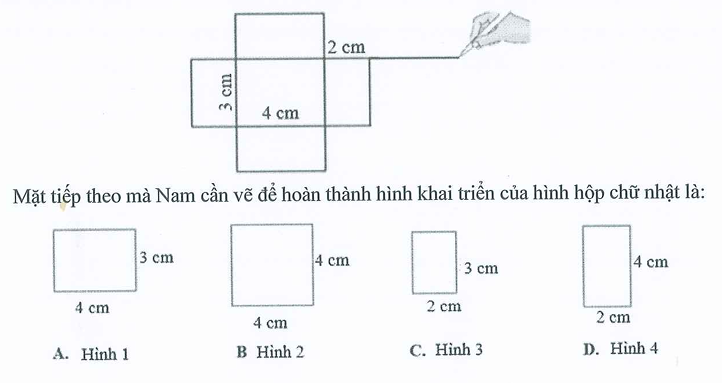 2 cm
3 cm
4 cm
Mặt tiếp theo mà Nam cần vẽ để hoàn thành hình khai triển của hình hộp chữ nhật là:
3 cm
4 cm
4 cm
4 cm
3 cm
2 cm
4 cm
2 cm
A. Hình 1
B Hình 2
C. Hình 3
D. Hình 4